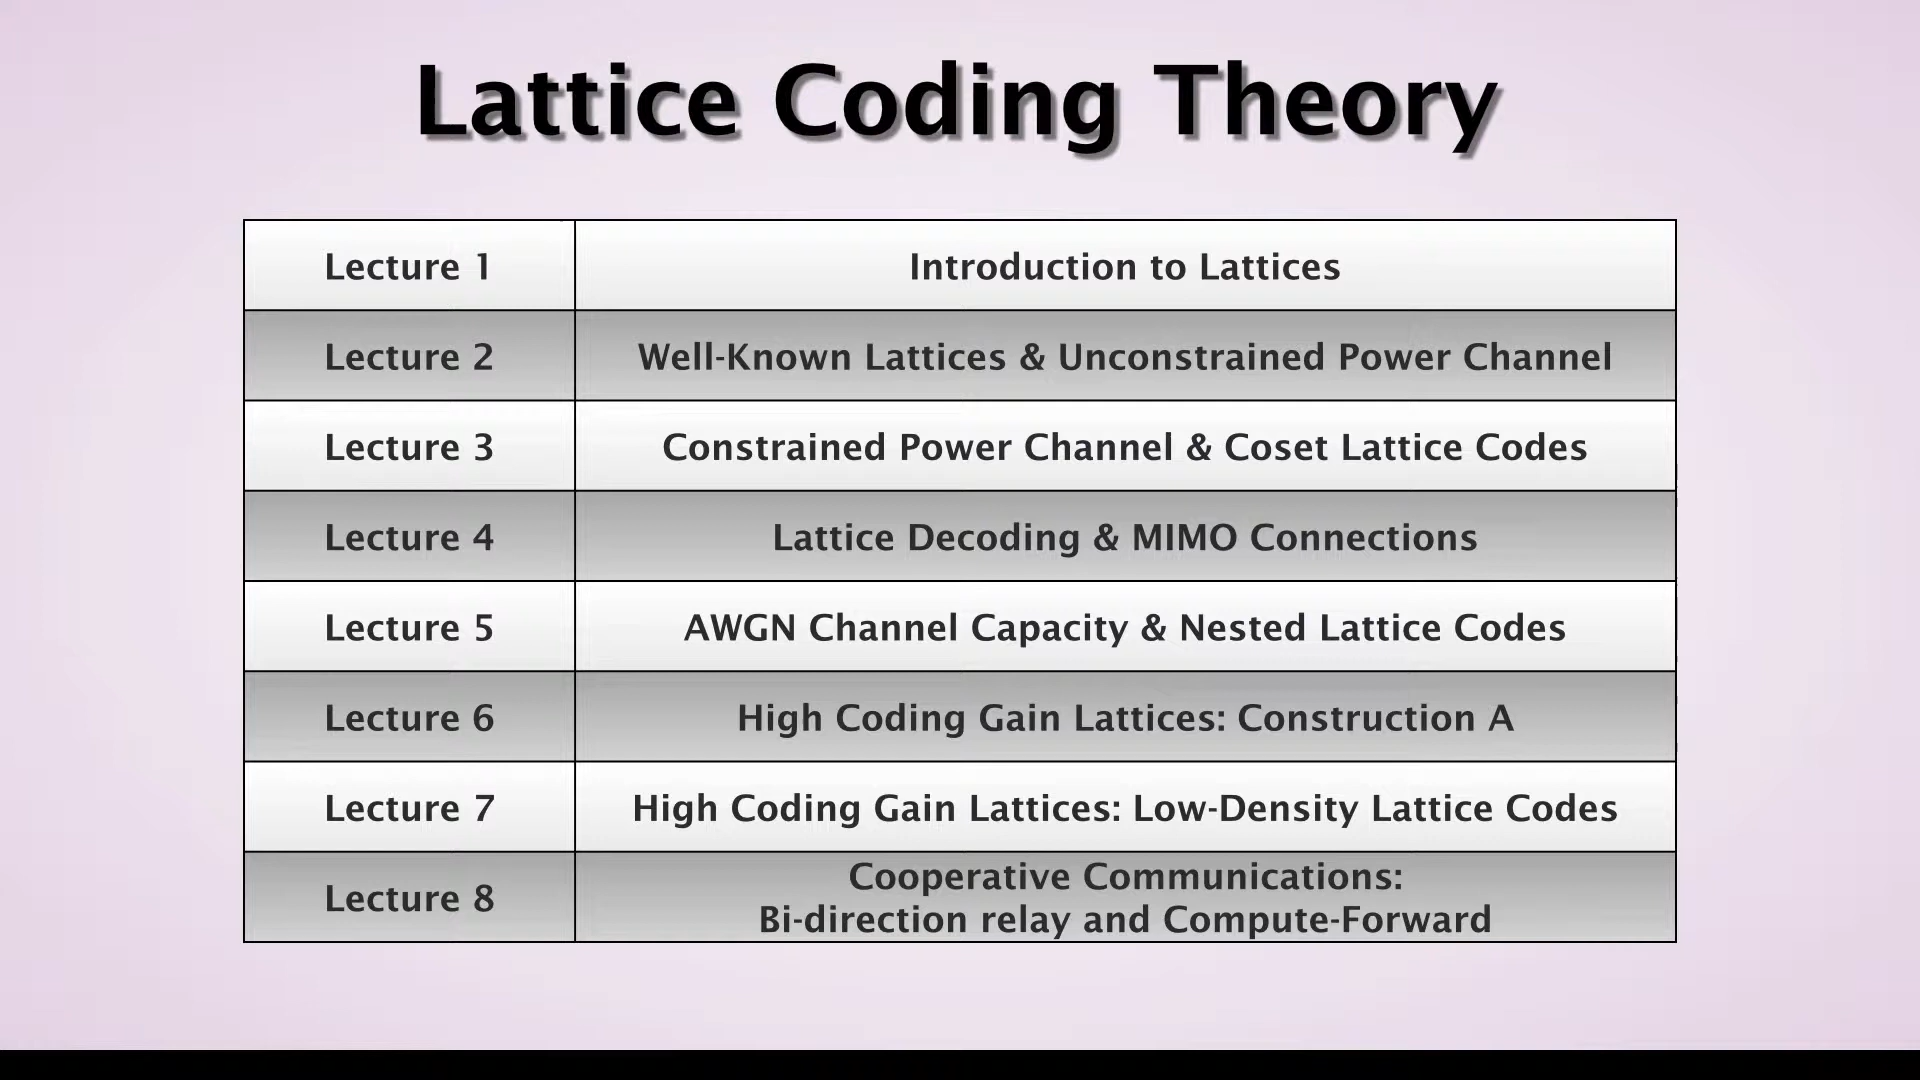 Lattice Coding Theory
Lecture 1
Introduction to Lattices
Lecture 2
Well-Known Lattices & Unconstrained Power Channel
Lecture 3
Constrained Power Channel & Coset Lattice Codes
Lecture 4
Lattice Decoding & MIMO Connections
Lecture 5
AWGN Channel Capacity & Nested Lattice Codes
Lecture 6
High Coding Gain Lattices: Construction A
Lecture 7
High Coding Gain Lattices: Low-Density Lattice Codes
Lecture 8
Cooperative Communications:
Bi-direction relay and Compute-Forward